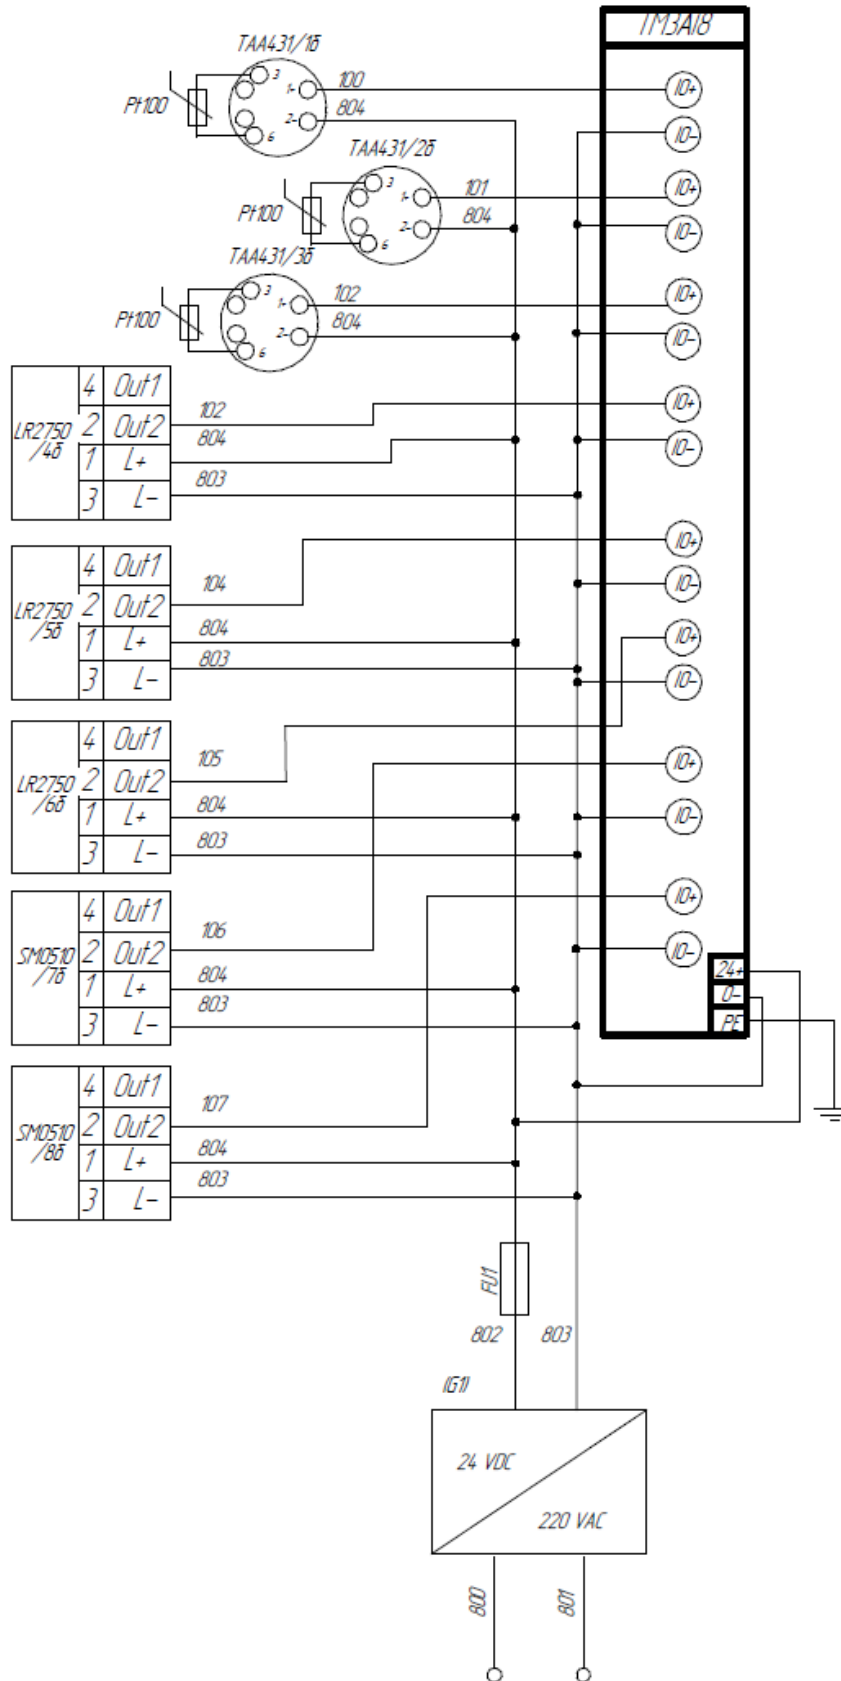 TM3AI8
TAA431/1б
Pt100
3
6
1+
2-
100
804
I0+
I0-
TAA431/2б
Pt100
3
6
1+
2-
101
804
I0+
I0-
TAA431/3б
Pt100
3
6
1+
2-
102
804
I0+
I0-
LR2750
/4б
4 Out1
2 Out2
1 L+
3 L-
102
804
803
I0+
I0-
LR2750
/5б
4 Out1
2 Out2
1 L+
3 L-
104
804
803
I0+
I0-
LR2750
/6б
4 Out1
2 Out2
1 L+
3 L-
105
804
803
I0+
I0-
SM0510
/7б
4 Out1
2 Out2
1 L+
3 L-
106
804
803
I0+
I0-
SM0510
/8б
4 Out1
2 Out2
1 L+
3 L-
107
804
803
I0+
I0-
24+
0-
PE
FU1
802
803
(G1)
24 VDC
220 VAC
800
801